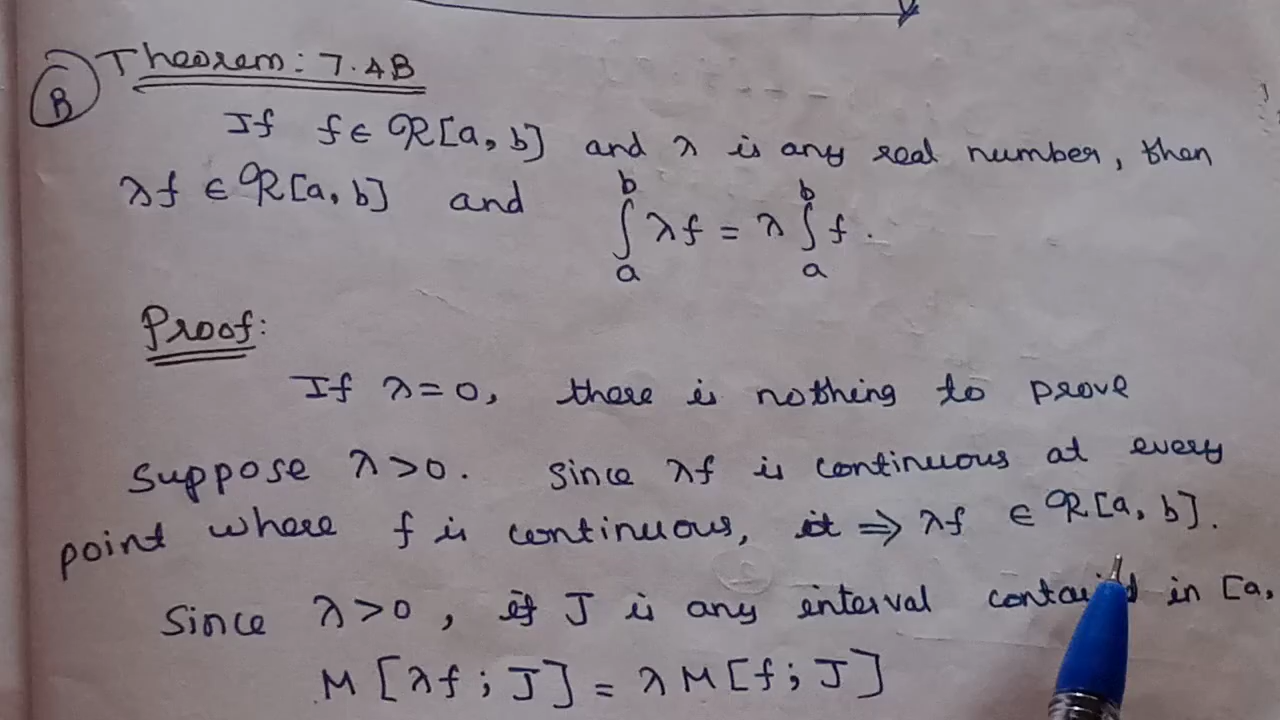 B
Theorem: 7.4B
If f ∈ R[a, b] and λ is any real number, then
λf ∈ R[a, b] and ∫_a^b λf = λ ∫_a^b f.
Proof:
If λ = 0, there is nothing to prove
Suppose λ > 0. Since λf is continuous at every
point where f is continuous, it ⇒ λf ∈ R[a, b].
Since λ > 0, if J is any interval in [a,
M[λf ; J] = λ M[f ; J]